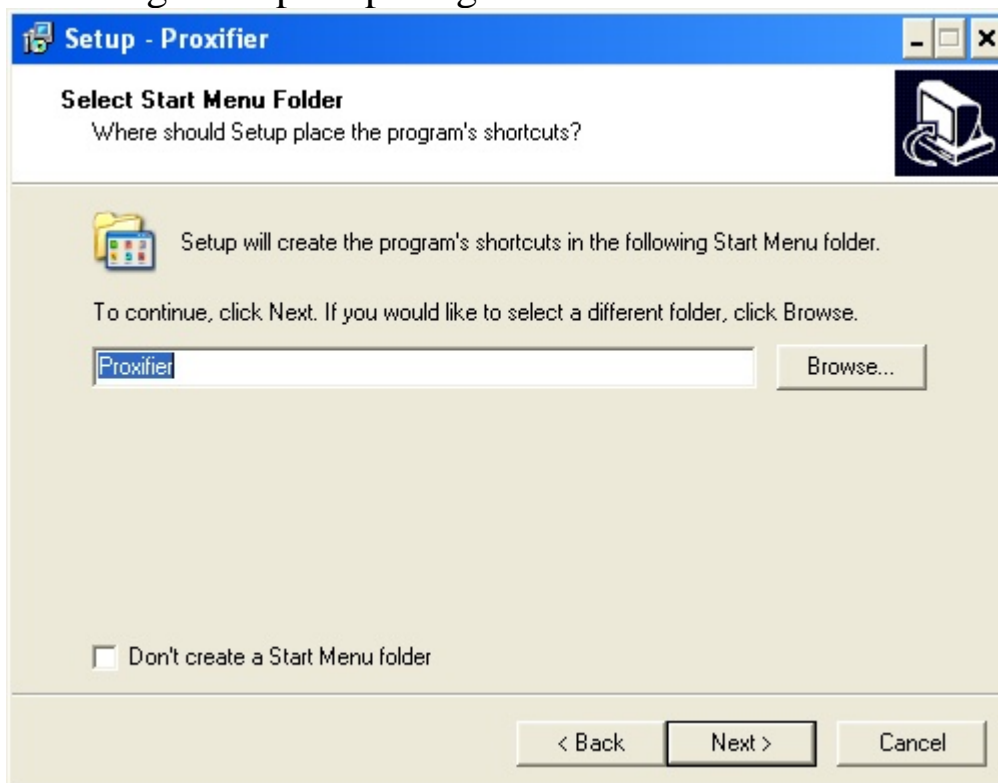 Setup - Proxifier
Select Start Menu Folder
Where should Setup place the program's shortcuts?
Setup will create the program's shortcuts in the following Start Menu folder.
To continue, click Next. If you would like to select a different folder, click Browse.
Proxifier
Browse...
Don't create a Start Menu folder
< Back
Next >
Cancel